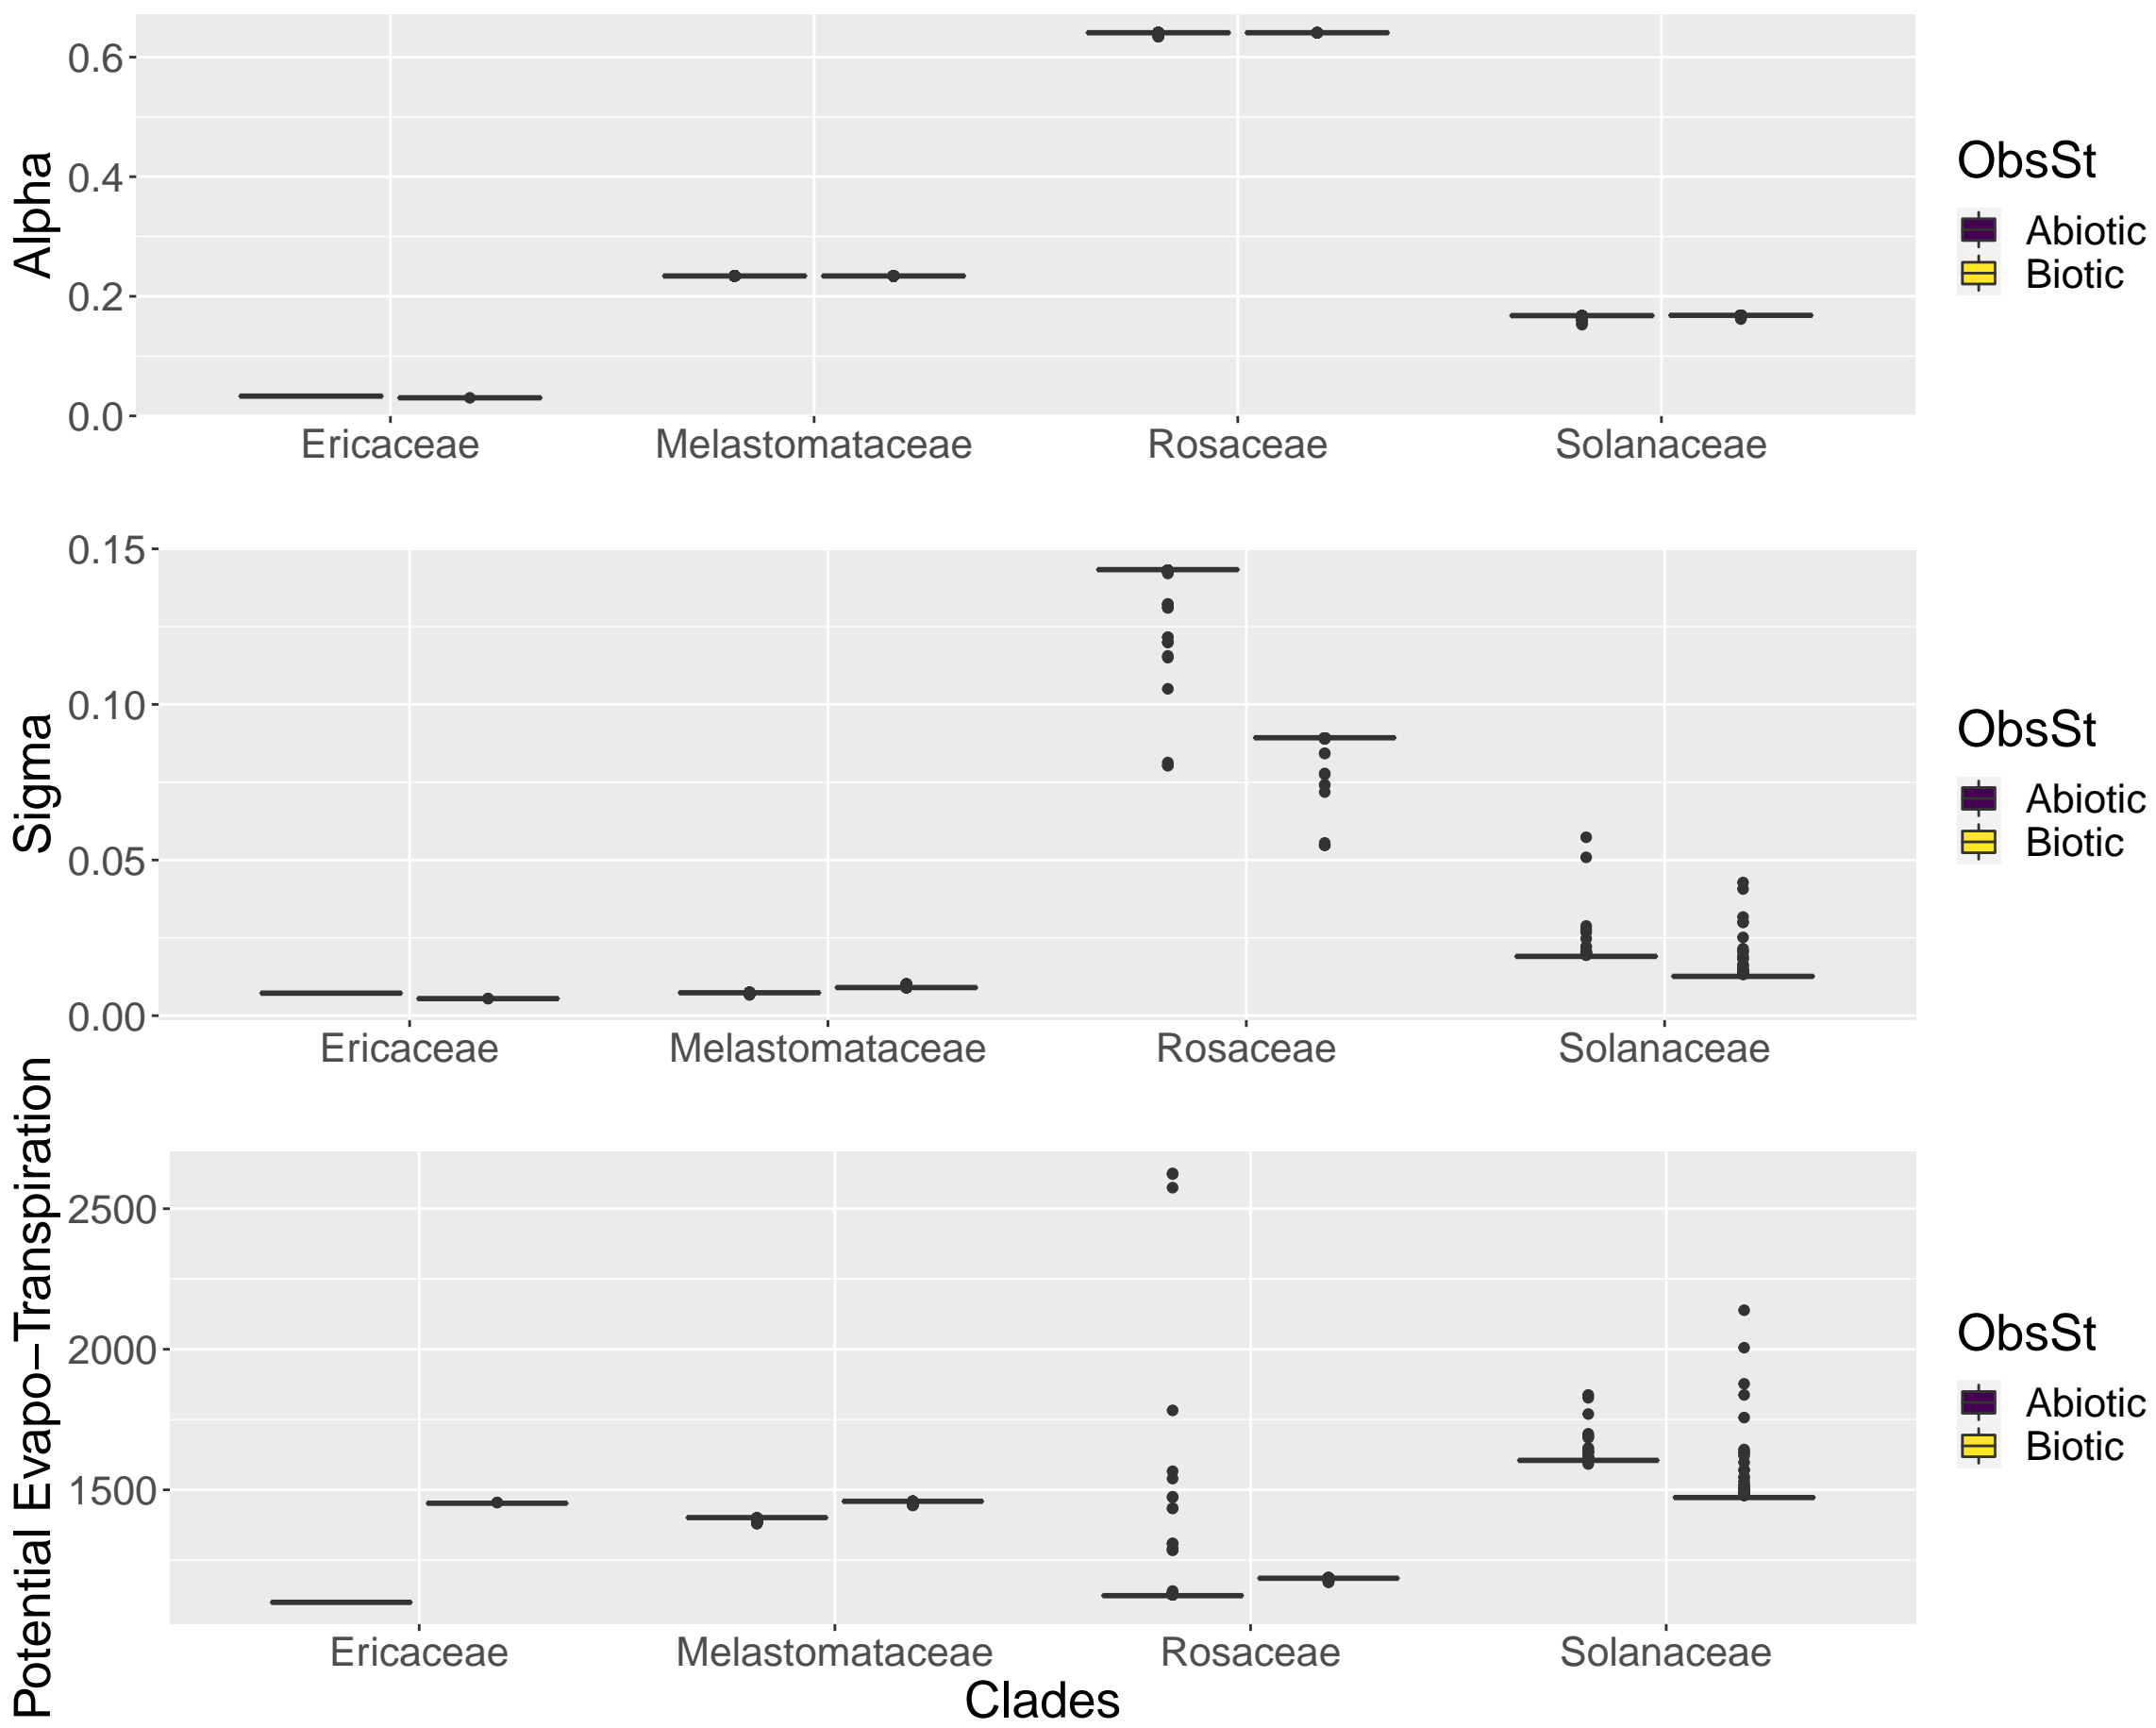 Alpha
0.6
0.4
0.2
0.0
Ericaceae Melastomataceae Rosaceae Solanaceae
ObsSt
Abiotic
Biotic
Sigma
0.15
0.10
0.05
0.00
Ericaceae Melastomataceae Rosaceae Solanaceae
ObsSt
Abiotic
Biotic
Potential Evapo−Transpiration
2500
2000
1500
Ericaceae Melastomataceae Rosaceae Solanaceae
Clades
ObsSt
Abiotic
Biotic